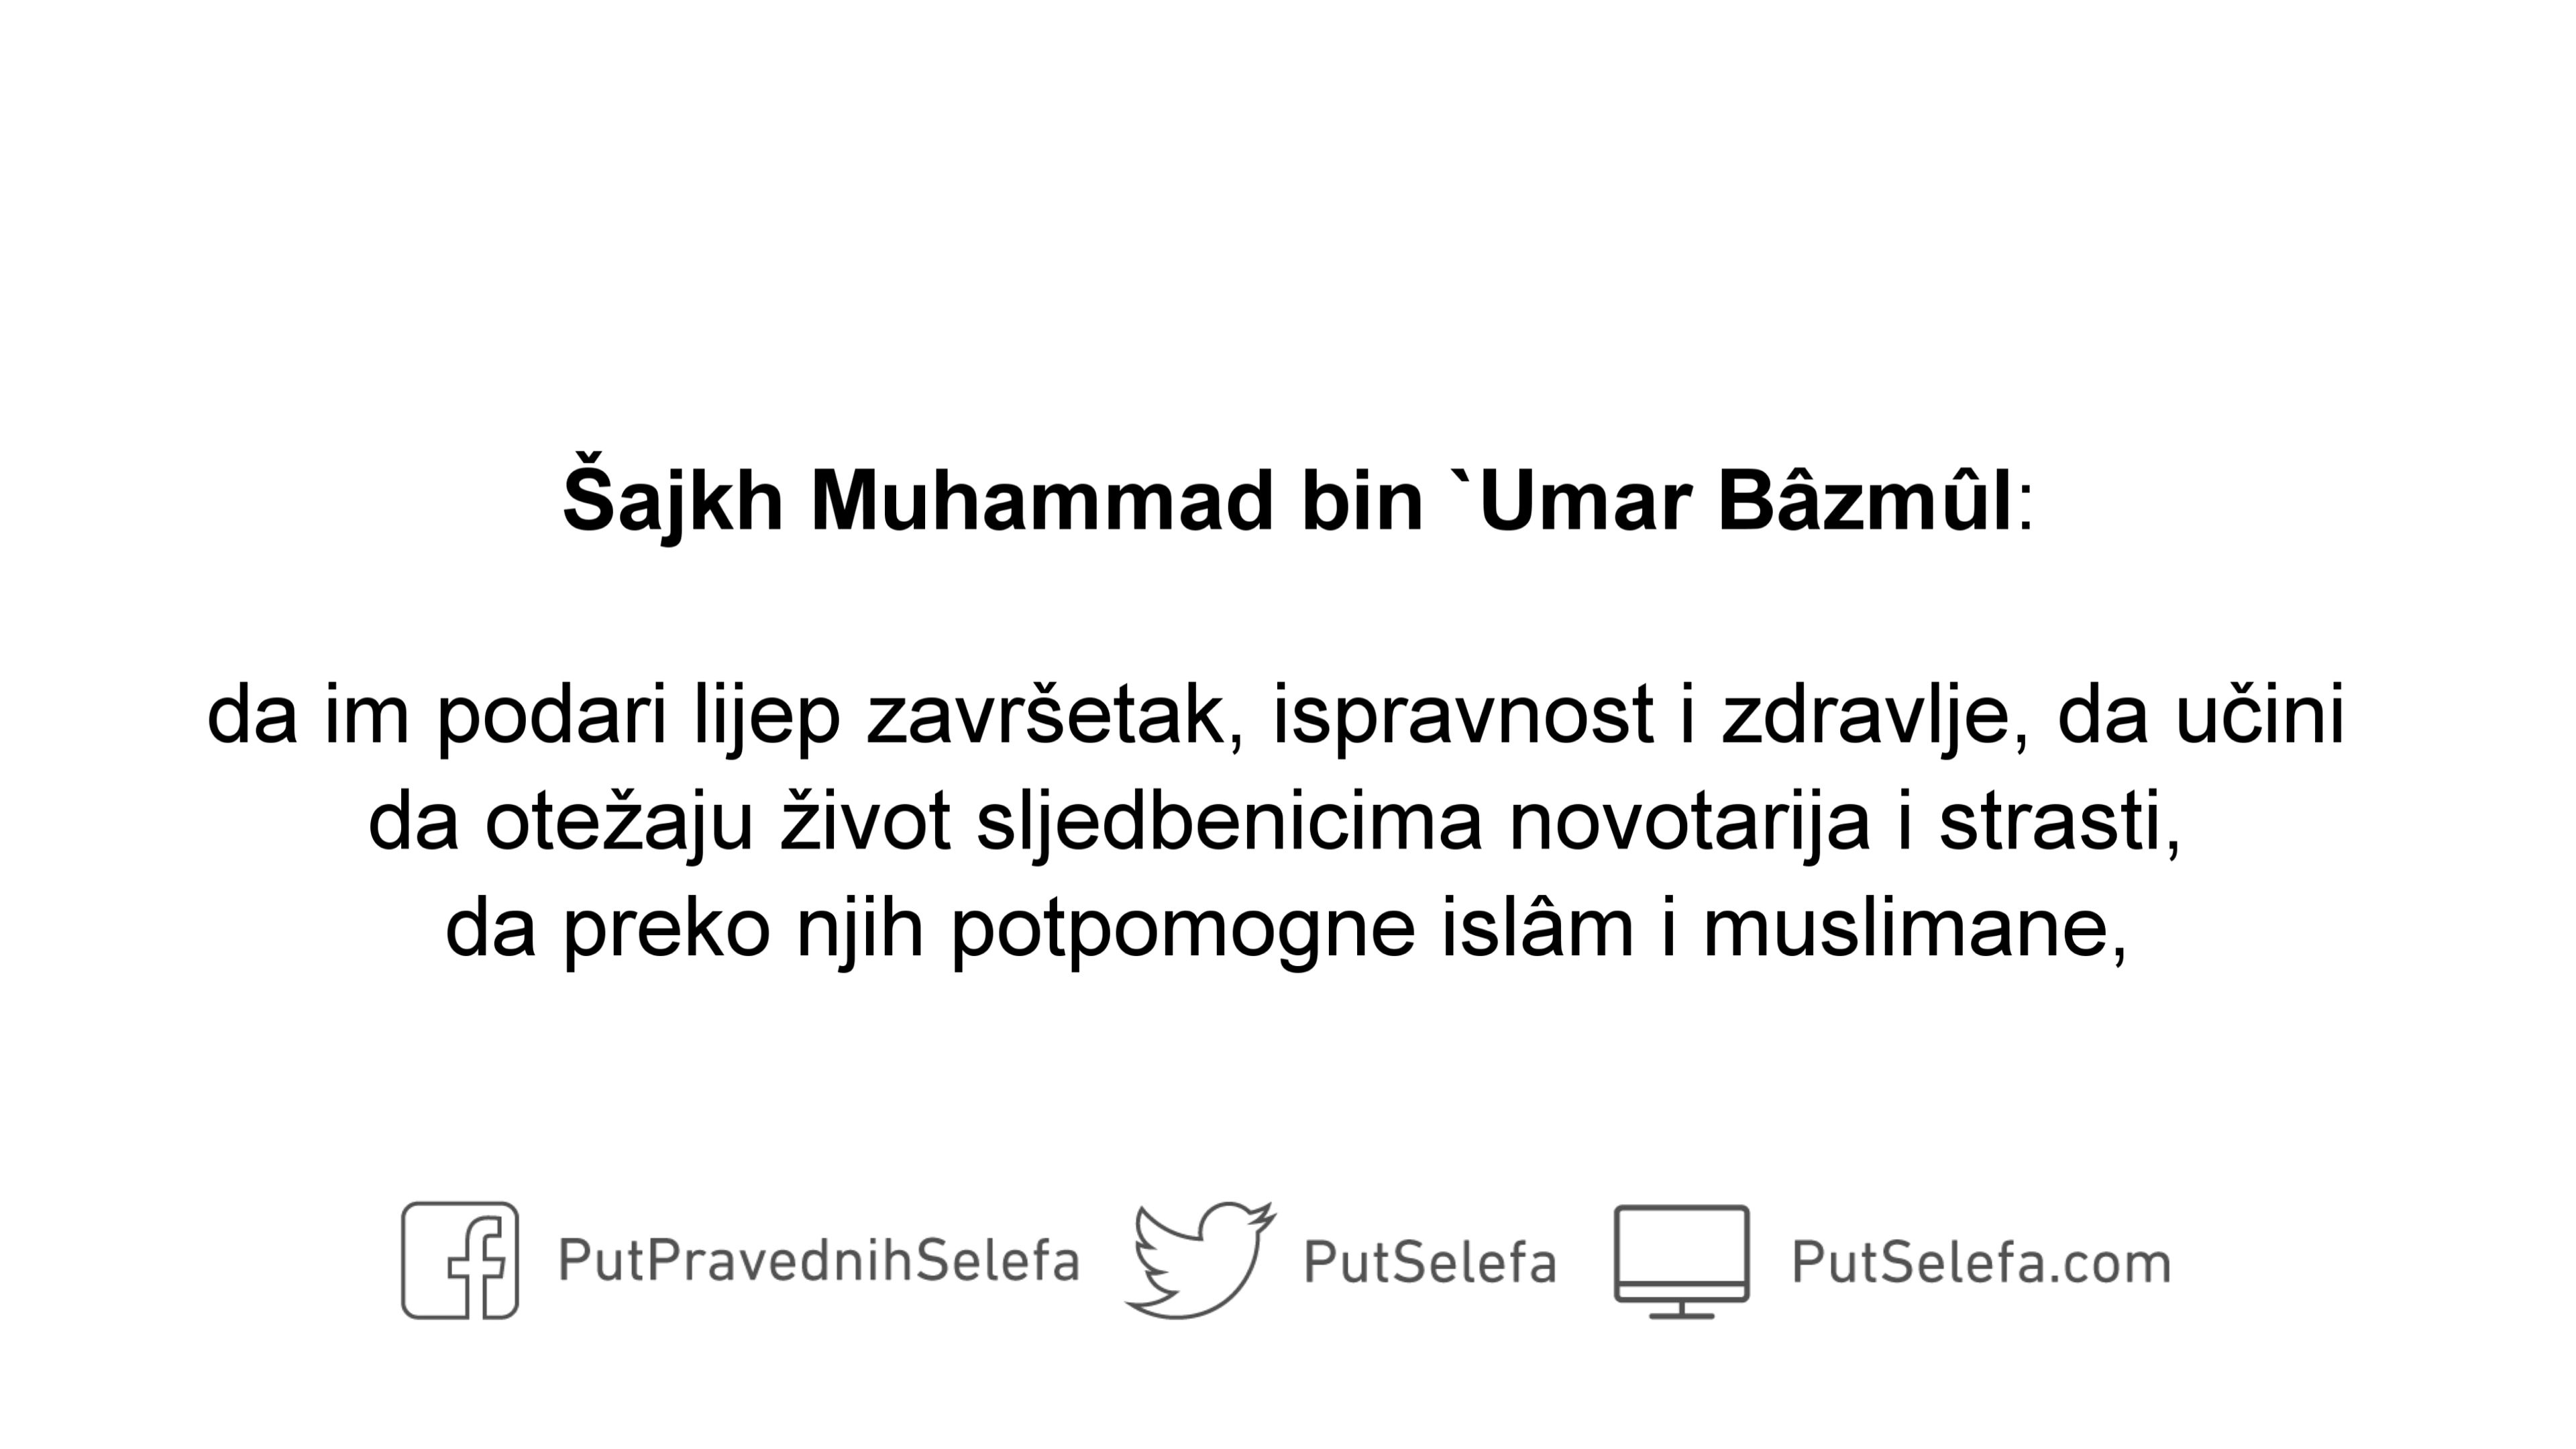 Šajkh Muhammad bin `Umar Bâzmûl:
da im podari lijep završetak, ispravnost i zdravlje, da učini
da otežaju život sljedbenicima novotarija i strasti,
da preko njih potpomogne islâm i muslimane,
PutPravednihSelefa PutSelefa PutSelefa.com